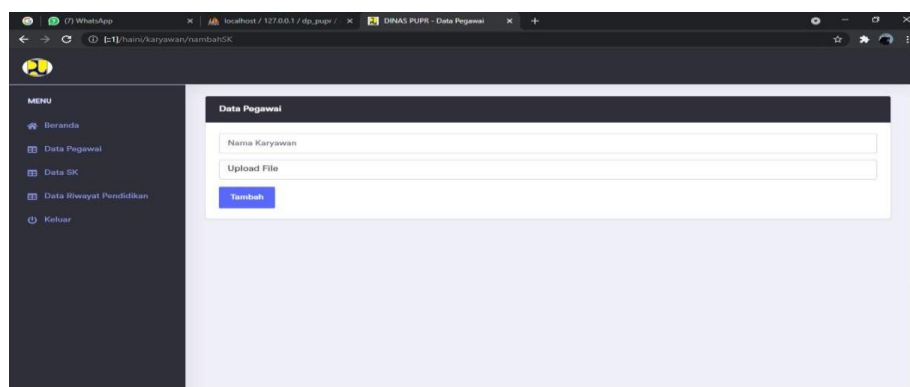 (7) WhatsApp
localhost / 127.0.0.1 / dp_pupr /
DINAS PUPR - Data Pegawai
[::1]/haini/karyawan/nambahSK
MENU
Beranda
Data Pegawai
Data SK
Data Riwayat Pendidikan
Keluar
Data Pegawai
Nama Karyawan
Upload File
Tambah